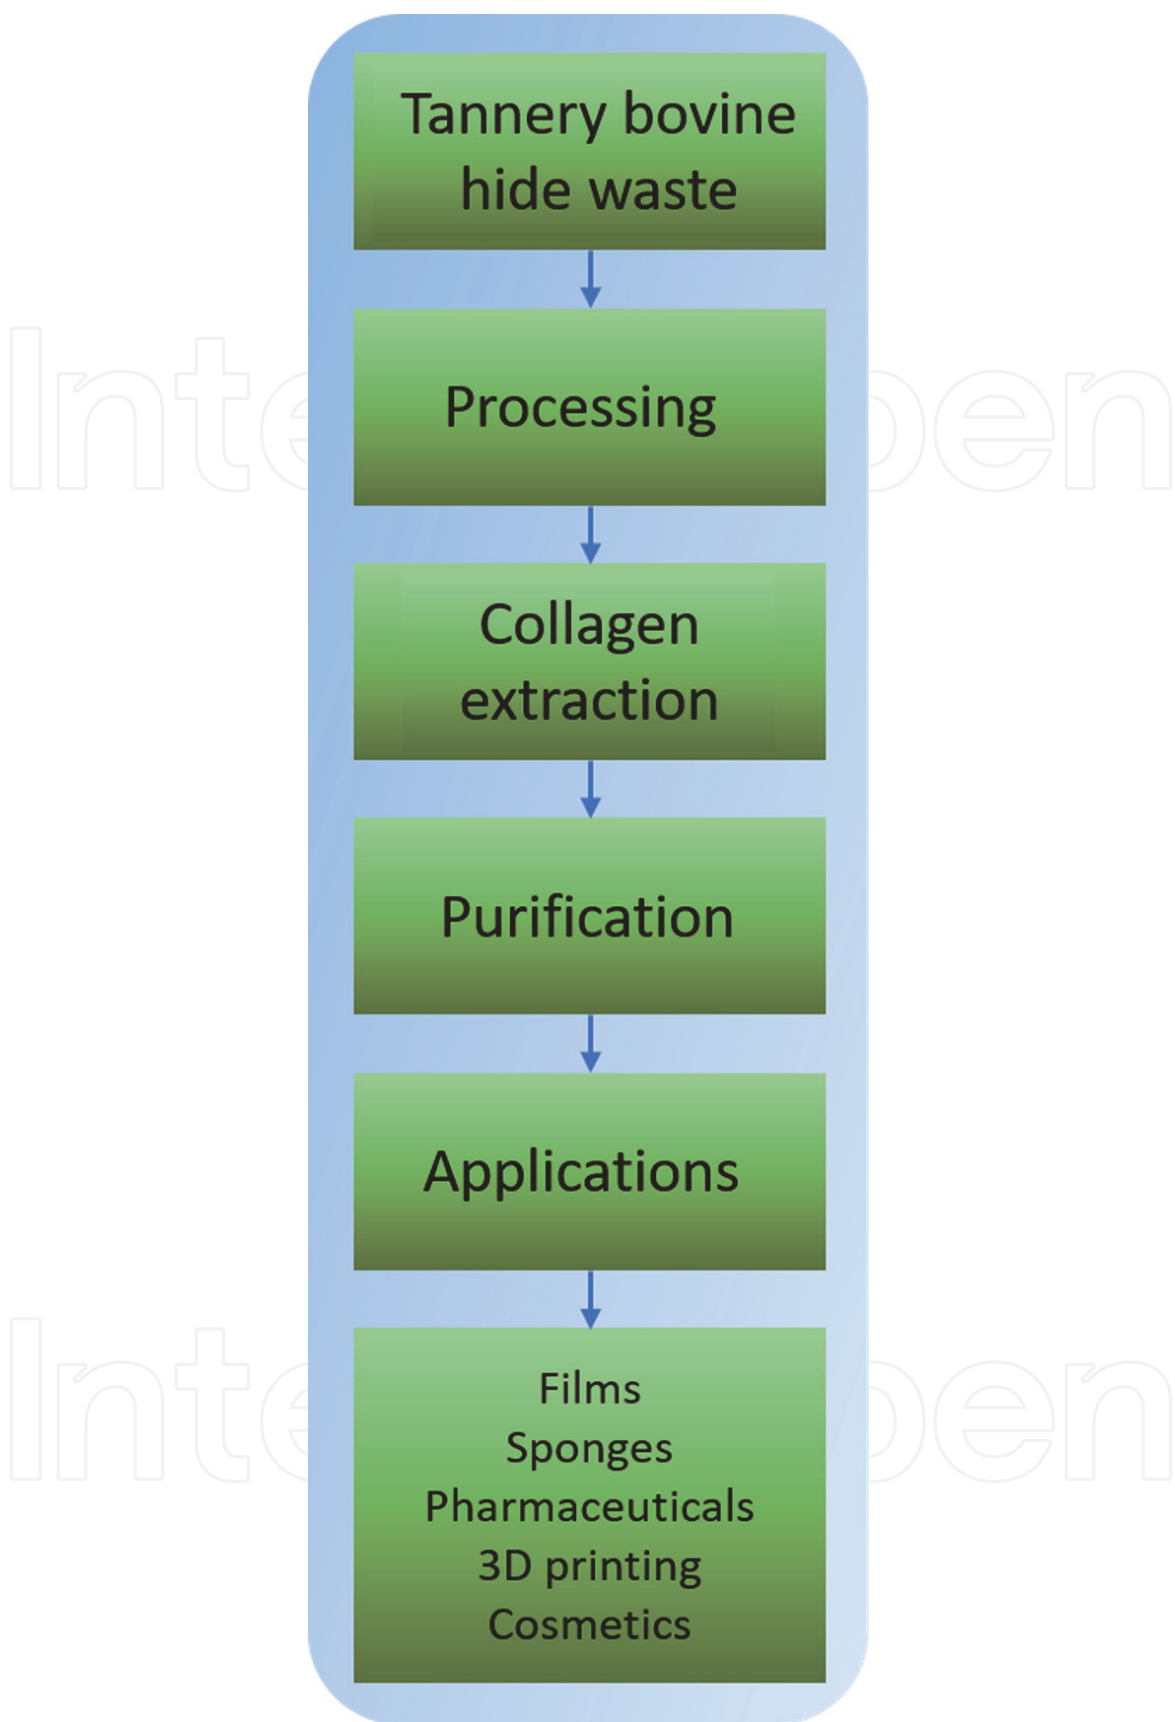 Tannery bovine
hide waste
Processing
Collagen
extraction
Purification
Applications
Films
Sponges
Pharmaceuticals
3D printing
Cosmetics